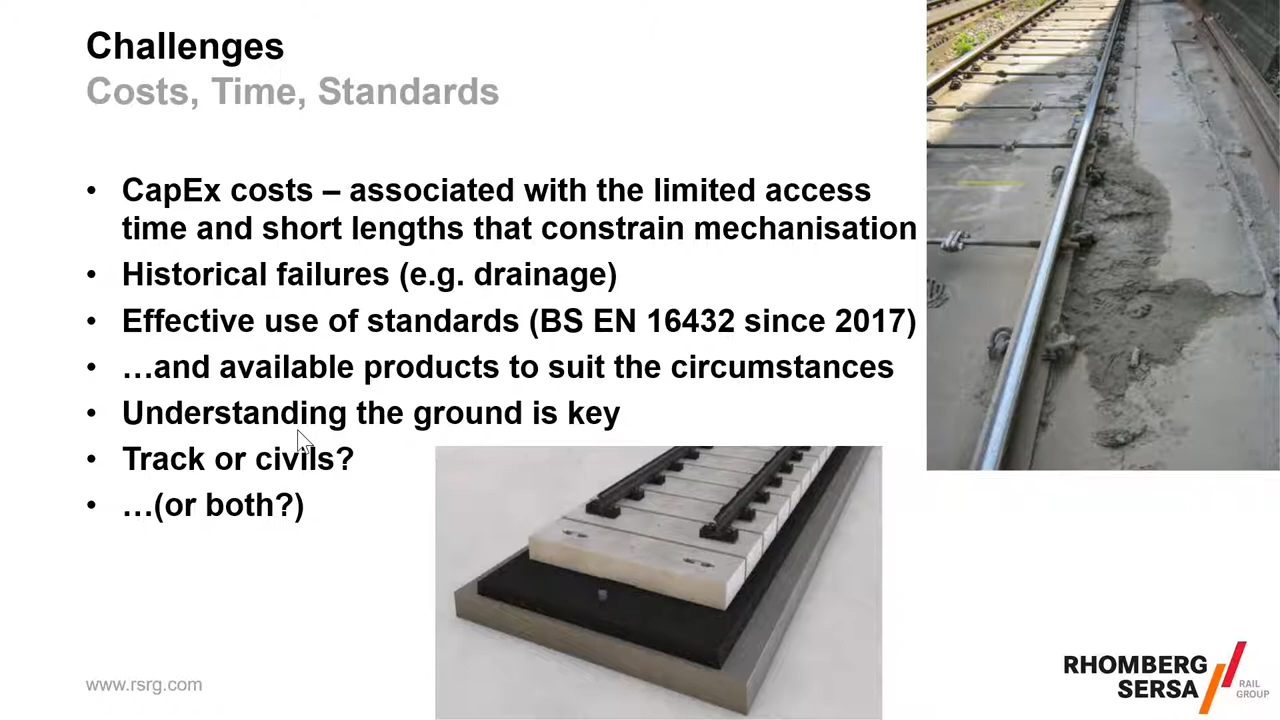 Challenges
Costs, Time, Standards
• CapEx costs – associated with the limited access
time and short lengths that constrain mechanisation
• Historical failures (e.g. drainage)
• Effective use of standards (BS EN 16432 since 2017)
• …and available products to suit the circumstances
• Understanding the ground is key
• Track or civils?
• …(or both?)
www.rsrg.com
RHOMBERG
SERSA
RAIL
GROUP